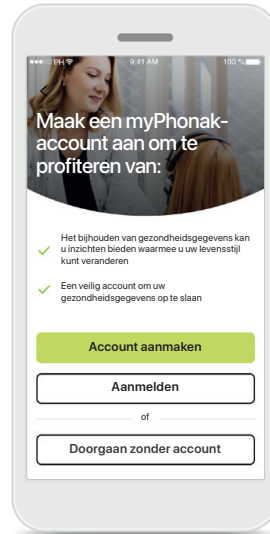 PH 9:41 AM 100 %
Maak een myPhonak-
account aan om te
profiteren van:
Het bijhouden van gezondheidsgegevens kan
u inzichten bieden waarmee u uw levensstijl
kunt veranderen
Een veilig account om uw
gezondheidsgegevens op te slaan
Account aanmaken
Aanmelden
of
Doorgaan zonder account